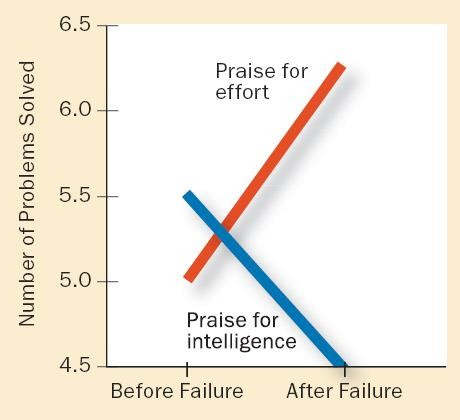 6.5
Praise for
effort
6.0
Number of Problems Solved
5.5
5.0
Praise for
intelligence
4.5
Before Failure
After Failure